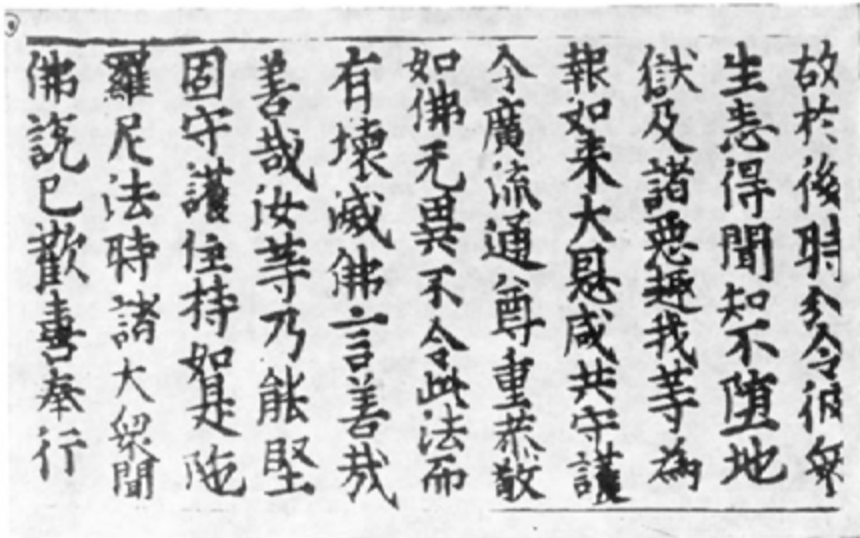 故於後時分令彼衆
生悉得聞知不墮地
獄及諸惡趣我等為
報如来大恩咸共守護
令廣流通尊重恭敬
如佛无異不令此法而
有壞滅佛言善哉
善哉汝等乃能堅
固守護住持如是陁
羅尼法時諸大衆聞
佛說已歡喜奉行